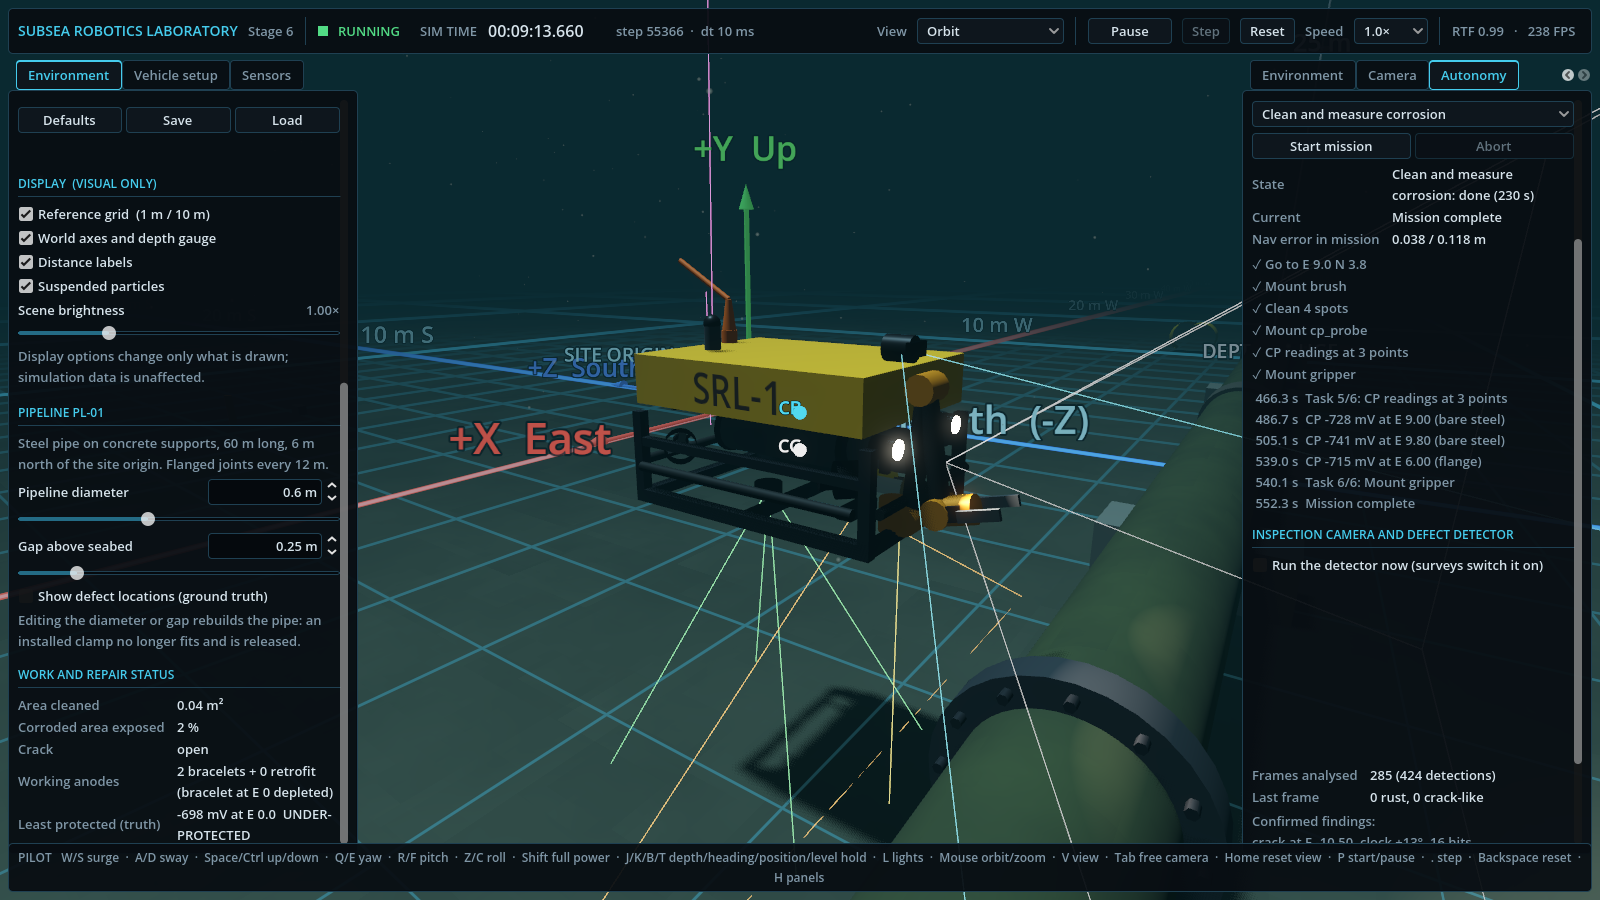 SUBSEA ROBOTICS LABORATORY Stage 6 RUNNING SIM TIME 00:09:13.660 step 55366 · dt 10 ms View Orbit Pause Step Reset Speed 1.0× RTF 0.99 · 238 FPS
Environment Vehicle setup Sensors
Defaults Save Load
DISPLAY (VISUAL ONLY)
Reference grid (1 m / 10 m)
World axes and depth gauge
Distance labels
Suspended particles
Scene brightness 1.00×
Display options change only what is drawn;
simulation data is unaffected.
PIPELINE PL-01
Steel pipe on concrete supports, 60 m long, 6 m
north of the site origin. Flanged joints every 12 m.
Pipeline diameter 0.6 m
Gap above seabed 0.25 m
Show defect locations (ground truth)
Editing the diameter or gap rebuilds the pipe: an
installed clamp no longer fits and is released.
WORK AND REPAIR STATUS
Area cleaned 0.04 m²
Corroded area exposed 2 %
Crack open
Working anodes 2 bracelets + 0 retrofit
(bracelet at E 0 depleted)
Least protected (truth) -698 mV at E 0.0 UNDER-
PROTECTED
+Y Up
10 m S
SITE
+Z South
+X East
SRL-1
CB
CG
10 m W
20 m W
th (-Z)
Environment Camera Autonomy
Clean and measure corrosion
Start mission Abort
State Clean and measure
corrosion: done (230 s)
Current Mission complete
Nav error in mission 0.038 / 0.118 m
✓ Go to E 9.0 N 3.8
✓ Mount brush
✓ Clean 4 spots
✓ Mount cp_probe
✓ CP readings at 3 points
✓ Mount gripper
466.3 s Task 5/6: CP readings at 3 points
486.7 s CP -728 mV at E 9.00 (bare steel)
505.1 s CP -741 mV at E 9.80 (bare steel)
539.0 s CP -715 mV at E 6.00 (flange)
540.1 s Task 6/6: Mount gripper
552.3 s Mission complete
INSPECTION CAMERA AND DEFECT DETECTOR
Run the detector now (surveys switch it on)
Frames analysed 285 (424 detections)
Last frame 0 rust, 0 crack-like
Confirmed findings:
crack at E 10.50, clock +13°, 16 hits
PILOT W/S surge · A/D sway · Space/Ctrl up/down · Q/E yaw · R/F pitch · Z/C roll · Shift full power · J/K/B/T depth/heading/position/level hold · L lights · Mouse orbit/zoom · V view · Tab free camera · Home reset view · P start/pause · . step · Backspace reset ·
H panels